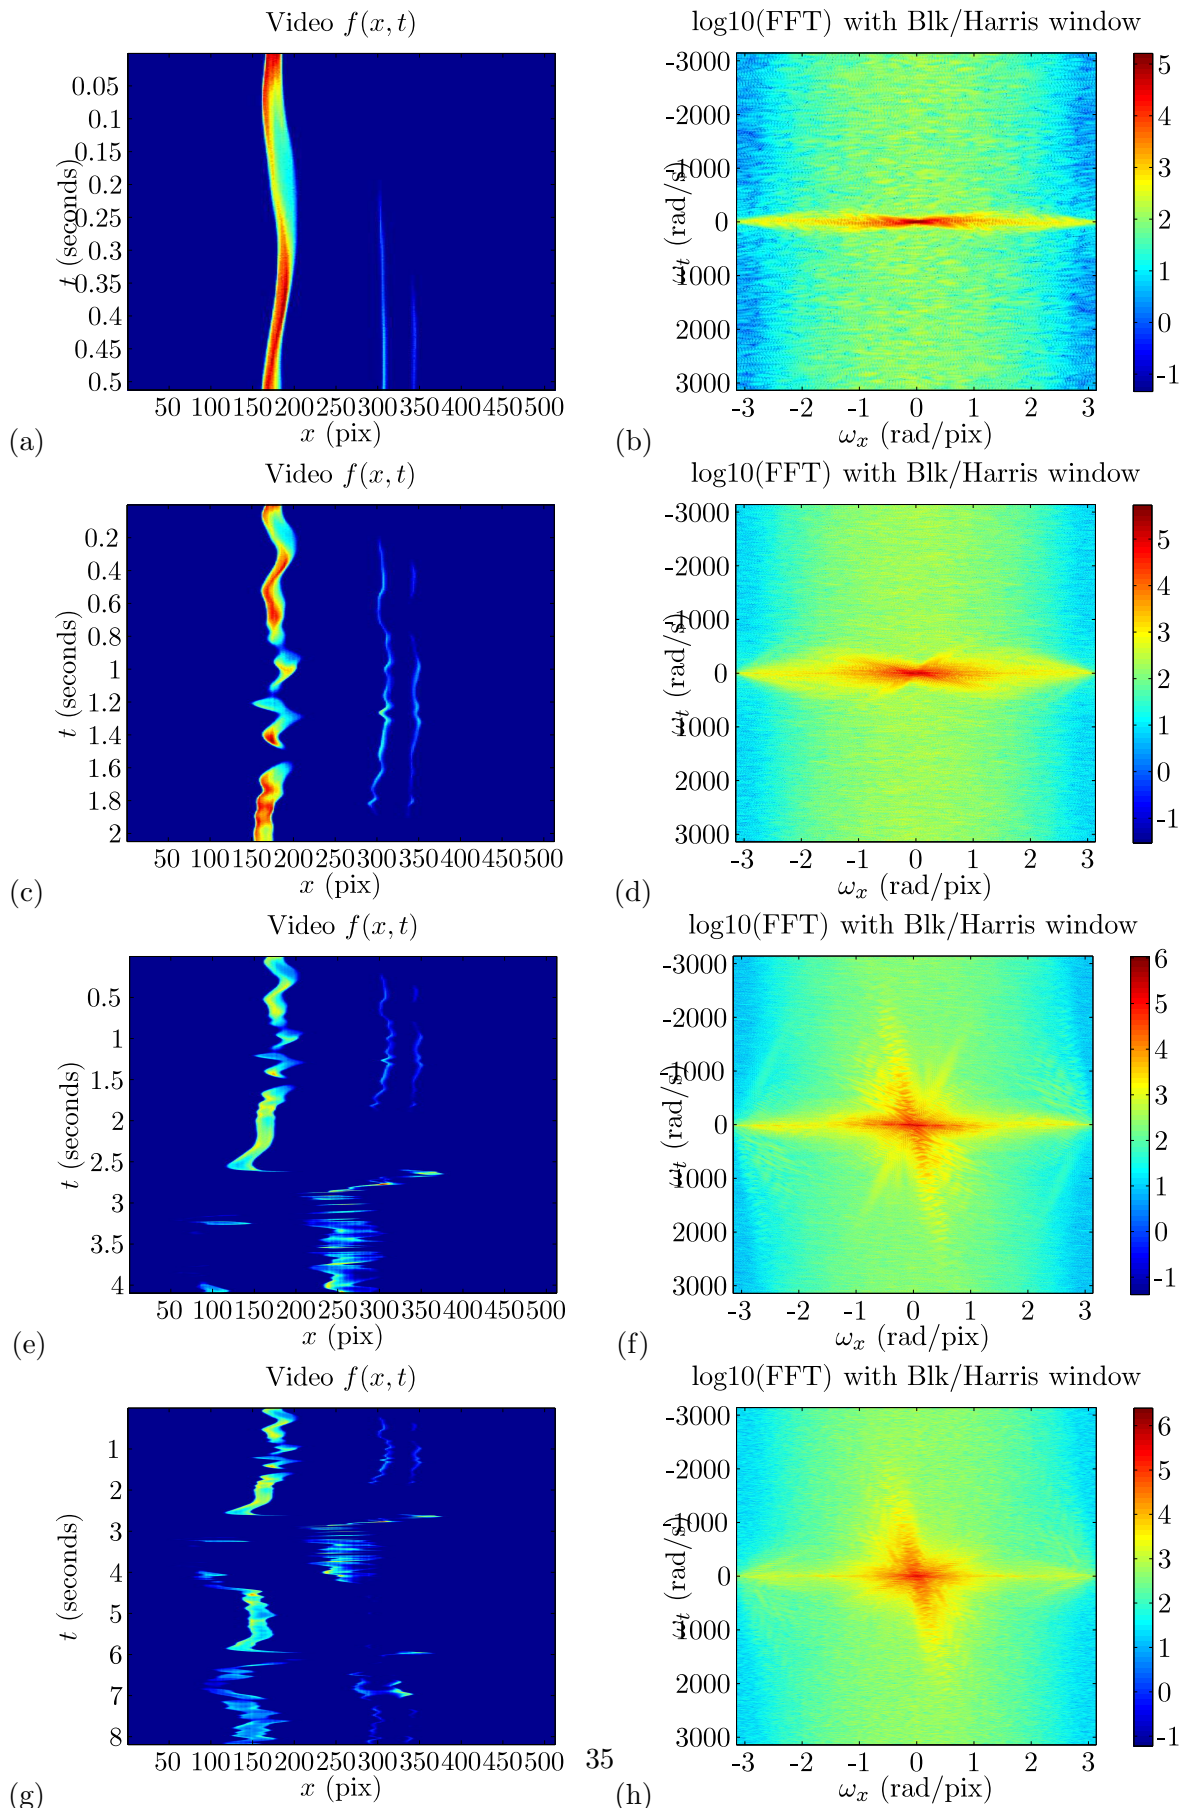 Video f(x, t)
log10(FFT) with Blk/Harris window
0.05
0.1
0.15
0.2
0.25
0.3
0.35
0.4
0.45
0.5
t (seconds)
50 100 150 200 250 300 350 400 450 500
x (pix)
(a)
-3000
-2000
-1000
0
1000
2000
3000
ω_t (rad/s)
-3 -2 -1 0 1 2 3
ω_x (rad/pix)
5
4
3
2
1
0
-1
(b)
Video f(x, t)
log10(FFT) with Blk/Harris window
0.2
0.4
0.6
0.8
1
1.2
1.4
1.6
1.8
2
t (seconds)
50 100 150 200 250 300 350 400 450 500
x (pix)
(c)
-3000
-2000
-1000
0
1000
2000
3000
ω_t (rad/s)
-3 -2 -1 0 1 2 3
ω_x (rad/pix)
5
4
3
2
1
0
-1
(d)
Video f(x, t)
log10(FFT) with Blk/Harris window
0.5
1
1.5
2
2.5
3
3.5
4
t (seconds)
50 100 150 200 250 300 350 400 450 500
x (pix)
(e)
-3000
-2000
-1000
0
1000
2000
3000
ω_t (rad/s)
-3 -2 -1 0 1 2 3
ω_x (rad/pix)
6
5
4
3
2
1
0
-1
(f)
Video f(x, t)
log10(FFT) with Blk/Harris window
1
2
3
4
5
6
7
8
t (seconds)
50 100 150 200 250 300 350 400 450 500
x (pix)
(g)
-3000
-2000
-1000
0
1000
2000
3000
ω_t (rad/s)
-3 -2 -1 0 1 2 3
ω_x (rad/pix)
6
5
4
3
2
1
0
-1
(h)
35